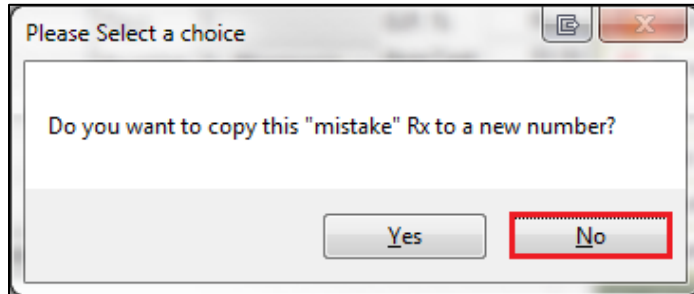 Please Select a choice
Do you want to copy this "mistake" Rx to a new number?
Yes
No